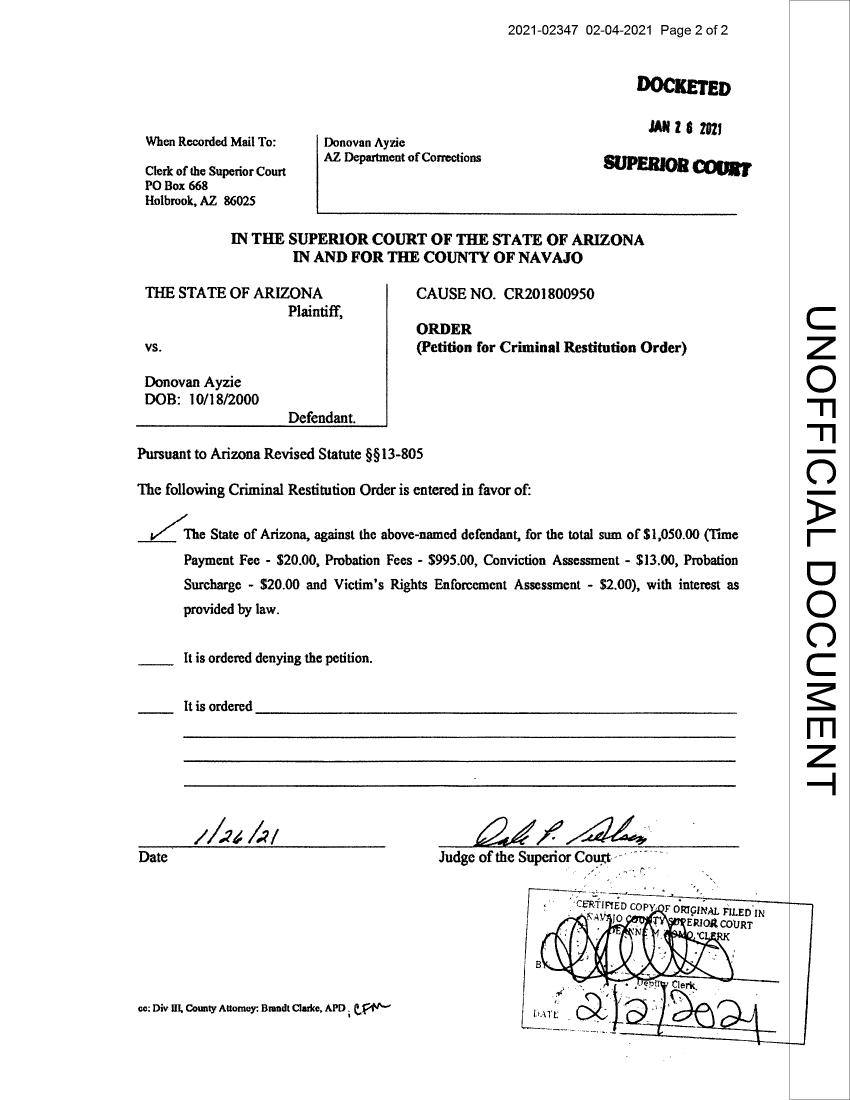 2021-02347 02-04-2021 Page 2 of 2
DOCKETED
JAN 26 2021
SUPERIOR COURT
When Recorded Mail To:
Clerk of the Superior Court
PO Box 668
Holbrook, AZ 86025
Donovan Ayzie
AZ Department of Corrections
IN THE SUPERIOR COURT OF THE STATE OF ARIZONA
IN AND FOR THE COUNTY OF NAVAJO
THE STATE OF ARIZONA
Plaintiff,
vs.
Donovan Ayzie
DOB: 10/18/2000
Defendant.
CAUSE NO. CR201800950
ORDER
(Petition for Criminal Restitution Order)
Pursuant to Arizona Revised Statute §§13-805
The following Criminal Restitution Order is entered in favor of:
The State of Arizona, against the above-named defendant, for the total sum of $1,050.00 (Time
Payment Fee - $20.00, Probation Fees - $995.00, Conviction Assessment - $13.00, Probation
Surcharge - $20.00 and Victim's Rights Enforcement Assessment - $2.00), with interest as
provided by law.
It is ordered denying the petition.
It is ordered
1/26/21
Date
Dale P. Nielson
Judge of the Superior Court
CERTIFIED COPY OF ORIGINAL FILED IN
NAVAJO COUNTY SUPERIOR COURT
DEANNE M. ROMO, CLERK
BY
Deputy Clerk
DATE 2/2/2021
cc: Div III, County Attorney: Brandt Clarke, APD, CFM
UNOFFICIAL DOCUMENT